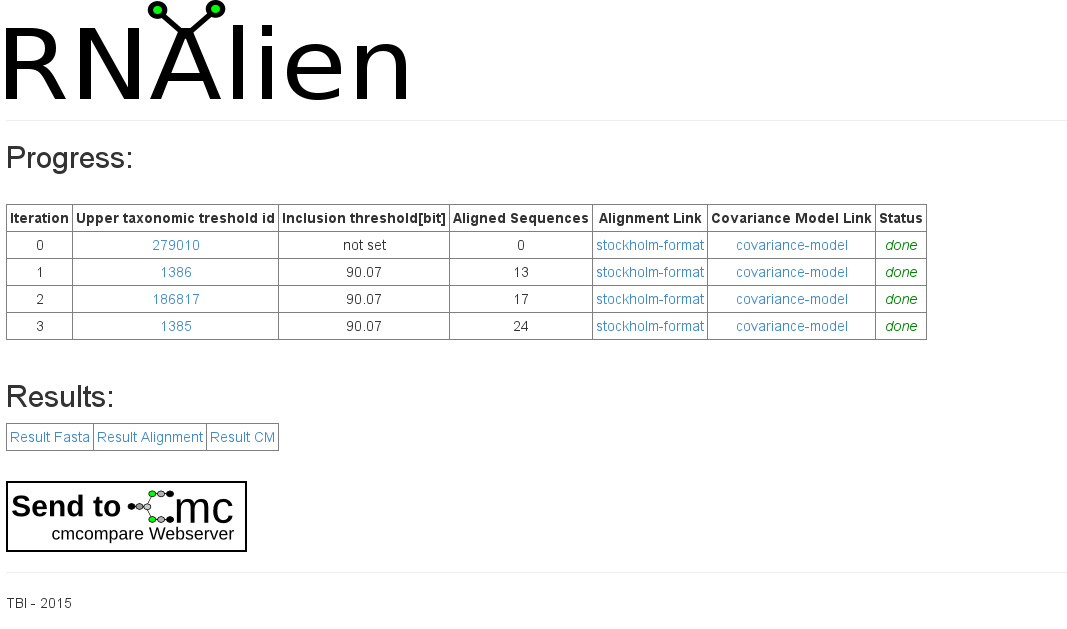 RNAlien
Progress:
Iteration Upper taxonomic treshold id Inclusion threshold[bit] Aligned Sequences Alignment Link Covariance Model Link Status
0 279010 not set 0 stockholm-format covariance-model done
1 1386 90.07 13 stockholm-format covariance-model done
2 186817 90.07 17 stockholm-format covariance-model done
3 1385 90.07 24 stockholm-format covariance-model done
Results:
Result Fasta Result Alignment Result CM
Send to Cmc
cmcompare Webserver
TBI - 2015